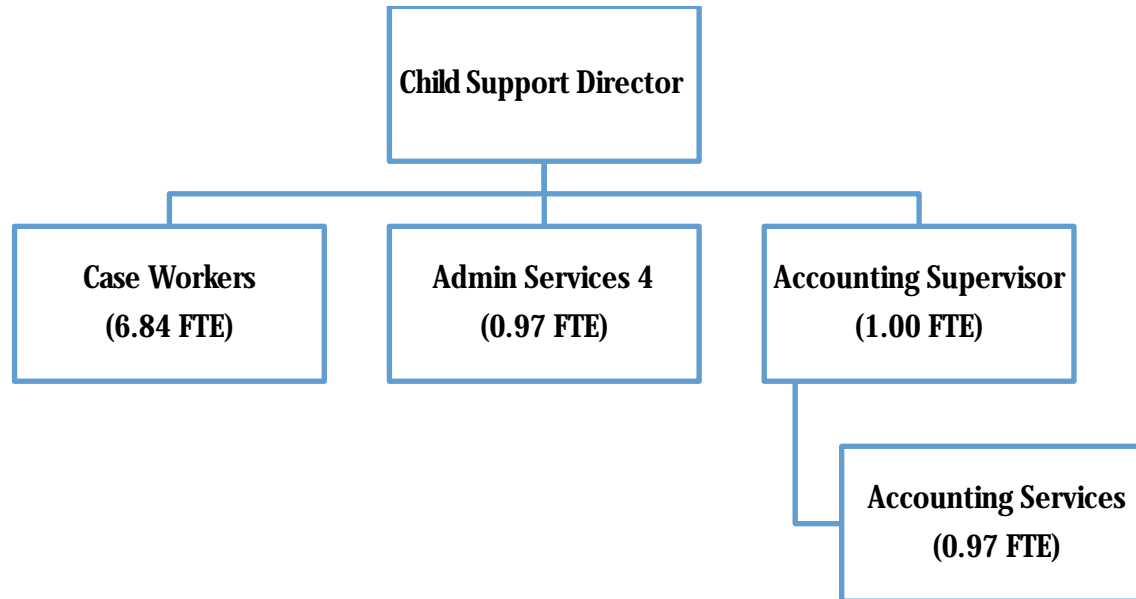 Child Support Director
Case Workers
(6.84 FTE)
Admin Services 4
(0.97 FTE)
Accounting Supervisor
(1.00 FTE)
Accounting Services
(0.97 FTE)